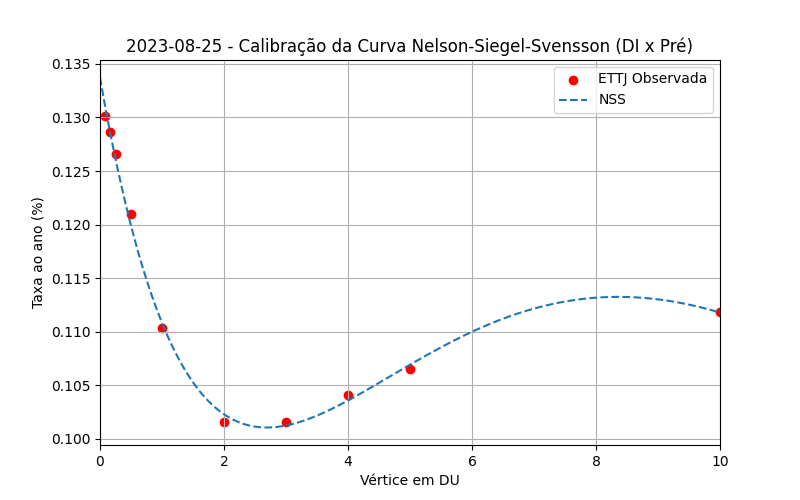 2023-08-25 - Calibração da Curva Nelson-Siegel-Svensson (DI x Pré)
ETTJ Observada
NSS
Taxa ao ano (%)
0.135
0.130
0.125
0.120
0.115
0.110
0.105
0.100
0 2 4 6 8 10
Vértice em DU